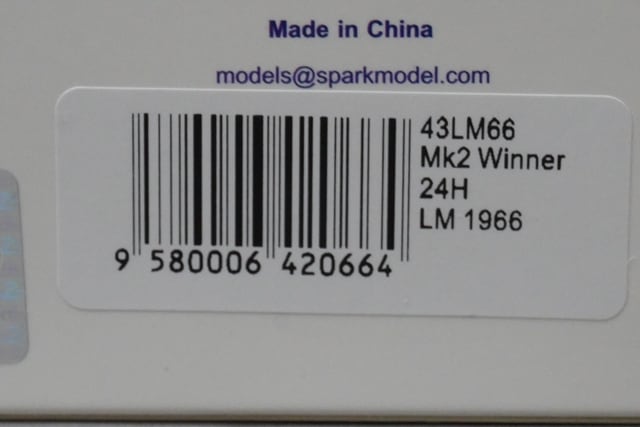 Made in China
models@sparkmodel.com
43LM66
Mk2 Winner
24H
LM 1966
9 580006 420664